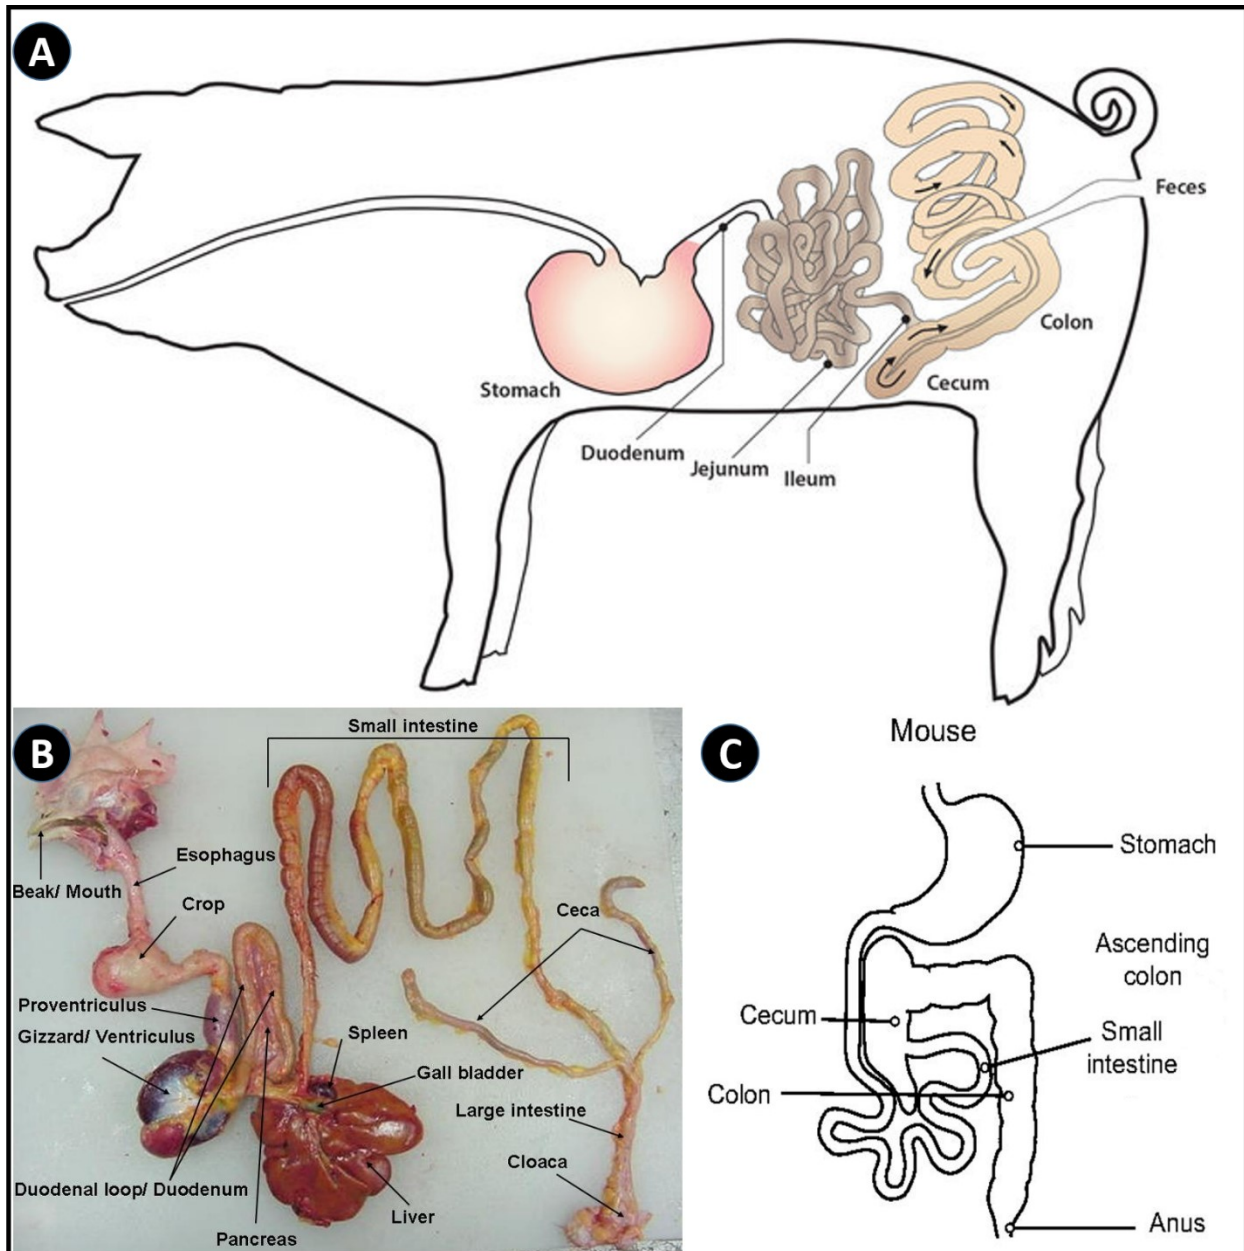 A
Feces
Colon
Stomach
Cecum
Duodenum
Jejunum
Ileum
B
Small intestine
Esophagus
Beak/ Mouth
Crop
Ceca
Proventriculus
Gizzard/ Ventriculus
Spleen
Gall bladder
Large intestine
Cloaca
Duodenal loop/ Duodenum
Liver
Pancreas
C
Mouse
Stomach
Ascending
colon
Cecum
Small
intestine
Colon
Anus